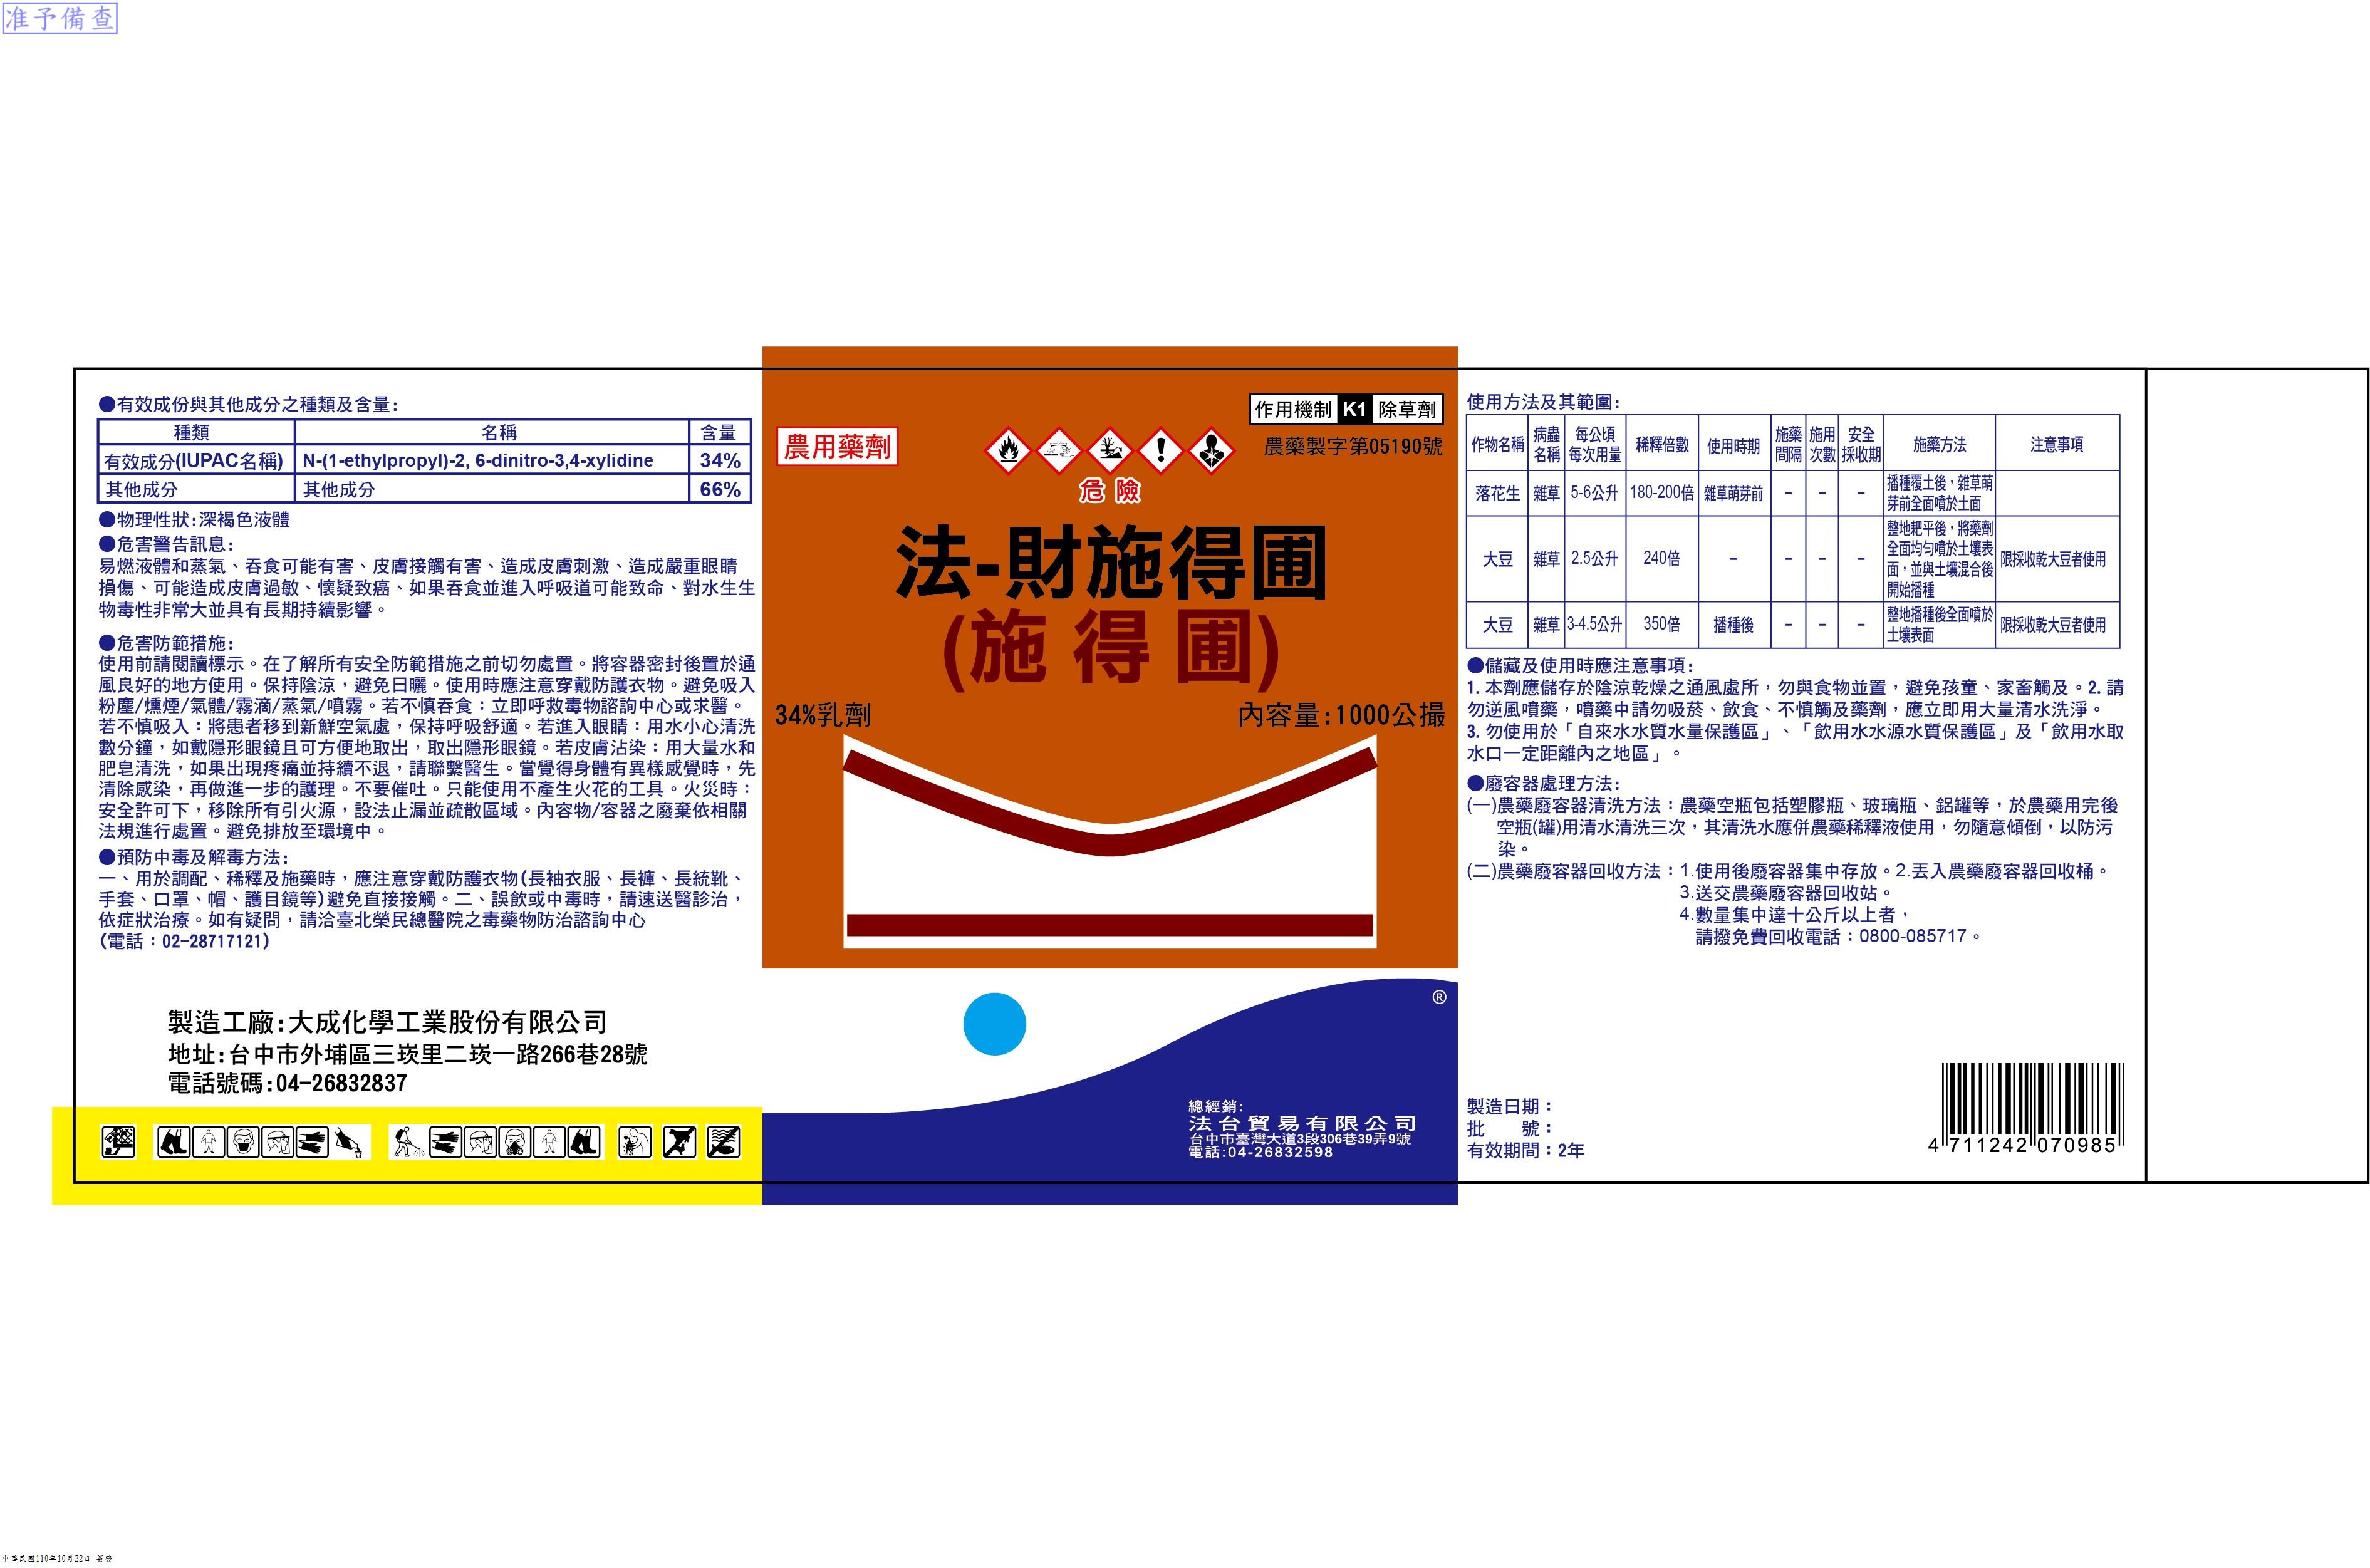 准予備查
●有效成份與其他成分之種類及含量:
種類 名稱 含量
有效成分(IUPAC名稱) N-(1-ethylpropyl)-2, 6-dinitro-3,4-xylidine 34%
其他成分 其他成分 66%
●物理性狀:深褐色液體
●危害警告訊息:
易燃液體和蒸氣、吞食可能有害、皮膚接觸有害、造成皮膚刺激、造成嚴重眼睛
損傷、可能造成皮膚過敏、懷疑致癌、如果吞食並進入呼吸道可能致命、對水生生
物毒性非常大並具有長期持續影響。
●危害防範措施:
使用前請閱讀標示。在了解所有安全防範措施之前切勿處置。將容器密封後置於通
風良好的地方使用。保持陰涼，避免日曬。使用時應注意穿戴防護衣物。避免吸入
粉塵/燻煙/氣體/霧滴/蒸氣/噴霧。若不慎吞食：立即呼救毒物諮詢中心或求醫。
若不慎吸入：將患者移到新鮮空氣處，保持呼吸舒適。若進入眼睛：用水小心清洗
數分鐘，如戴隱形眼鏡且可方便地取出，取出隱形眼鏡。若皮膚沾染：用大量水和
肥皂清洗，如果出現疼痛並持續不退，請聯繫醫生。當覺得身體有異樣感覺時，先
清除感染，再做進一步的護理。不要催吐。只能使用不產生火花的工具。火災時：
安全許可下，移除所有引火源，設法止漏並疏散區域。內容物/容器之廢棄依相關
法規進行處置。避免排放至環境中。
●預防中毒及解毒方法:
一、用於調配、稀釋及施藥時，應注意穿戴防護衣物(長袖衣服、長褲、長統靴、
手套、口罩、帽、護目鏡等)避免直接接觸。二、誤飲或中毒時，請速送醫診治，
依症狀治療。如有疑問，請洽臺北榮民總醫院之毒藥物防治諮詢中心
(電話：02-28717121)
製造工廠:大成化學工業股份有限公司
地址:台中市外埔區三崁里二崁一路266巷28號
電話號碼:04-26832837
作用機制 K1 除草劑
農用藥劑
農藥製字第05190號
危險
法-財施得圃
(施得圃)
34%乳劑 內容量:1000公撮
®
總經銷:
法台貿易有限公司
台中市臺灣大道3段306巷39弄9號
電話:04-26832598
使用方法及其範圍:
作物名稱 病蟲名稱 每公頃每次用量 稀釋倍數 使用時期 施藥間隔 施用次數 安全採收期 施藥方法 注意事項
落花生 雜草 5-6公升 180-200倍 雜草萌芽前 - - - 播種覆土後，雜草萌芽前全面噴於土面
大豆 雜草 2.5公升 240倍 - - - - 整地耙平後，將藥劑全面均勻噴於土壤表面，並與土壤混合後開始播種 限採收乾大豆者使用
大豆 雜草 3-4.5公升 350倍 播種後 - - - 整地播種後全面噴於土壤表面 限採收乾大豆者使用
●儲藏及使用時應注意事項:
1. 本劑應儲存於陰涼乾燥之通風處所，勿與食物並置，避免孩童、家畜觸及。2. 請
勿逆風噴藥，噴藥中請勿吸菸、飲食、不慎觸及藥劑，應立即用大量清水洗淨。
3. 勿使用於「自來水水質水量保護區」、「飲用水水源水質保護區」及「飲用水取
水口一定距離內之地區」。
●廢容器處理方法:
(一)農藥廢容器清洗方法：農藥空瓶包括塑膠瓶、玻璃瓶、鋁罐等，於農藥用完後
空瓶(罐)用清水清洗三次，其清洗水應併農藥稀釋液使用，勿隨意傾倒，以防污
染。
(二)農藥廢容器回收方法：1.使用後廢容器集中存放。2.丟入農藥廢容器回收桶。
3.送交農藥廢容器回收站。
4.數量集中達十公斤以上者，
請撥免費回收電話：0800-085717。
製造日期：
批　　號：
有效期間：2年
4 711242 070985
中華民國110年10月22日 簽發